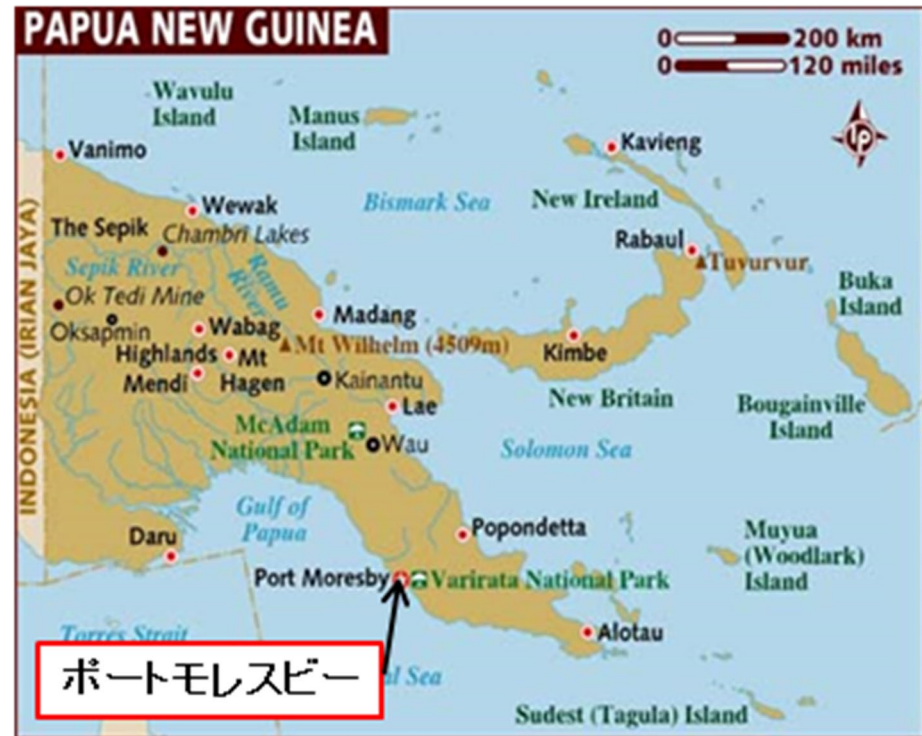 PAPUA NEW GUINEA
0 200 km
0 120 miles
Wavulu
Island
Manus
Island
lp
Vanimo
Kavieng
Bismark Sea
New Ireland
Wewak
The Sepik
Chambri Lakes
Rabaul
Tuvurvur
Sepik River
Ramu
River
Buka
Island
Ok Tedi Mine
Oksapmin
Wabag
Madang
Highlands
Mt Wilhelm (4509m)
Mt
Hagen
Mendi
Kimbe
Kainantu
New Britain
Bougainville
Island
Lae
McAdam
National Park
Wau
Solomon Sea
INDONESIA (IRIAN JAYA)
Gulf of
Papua
Daru
Popondetta
Muyua
(Woodlark)
Island
Port Moresby
Varirata National Park
Torres Strait
Alotau
ポートモレスビー
Sea
Sudest (Tagula) Island